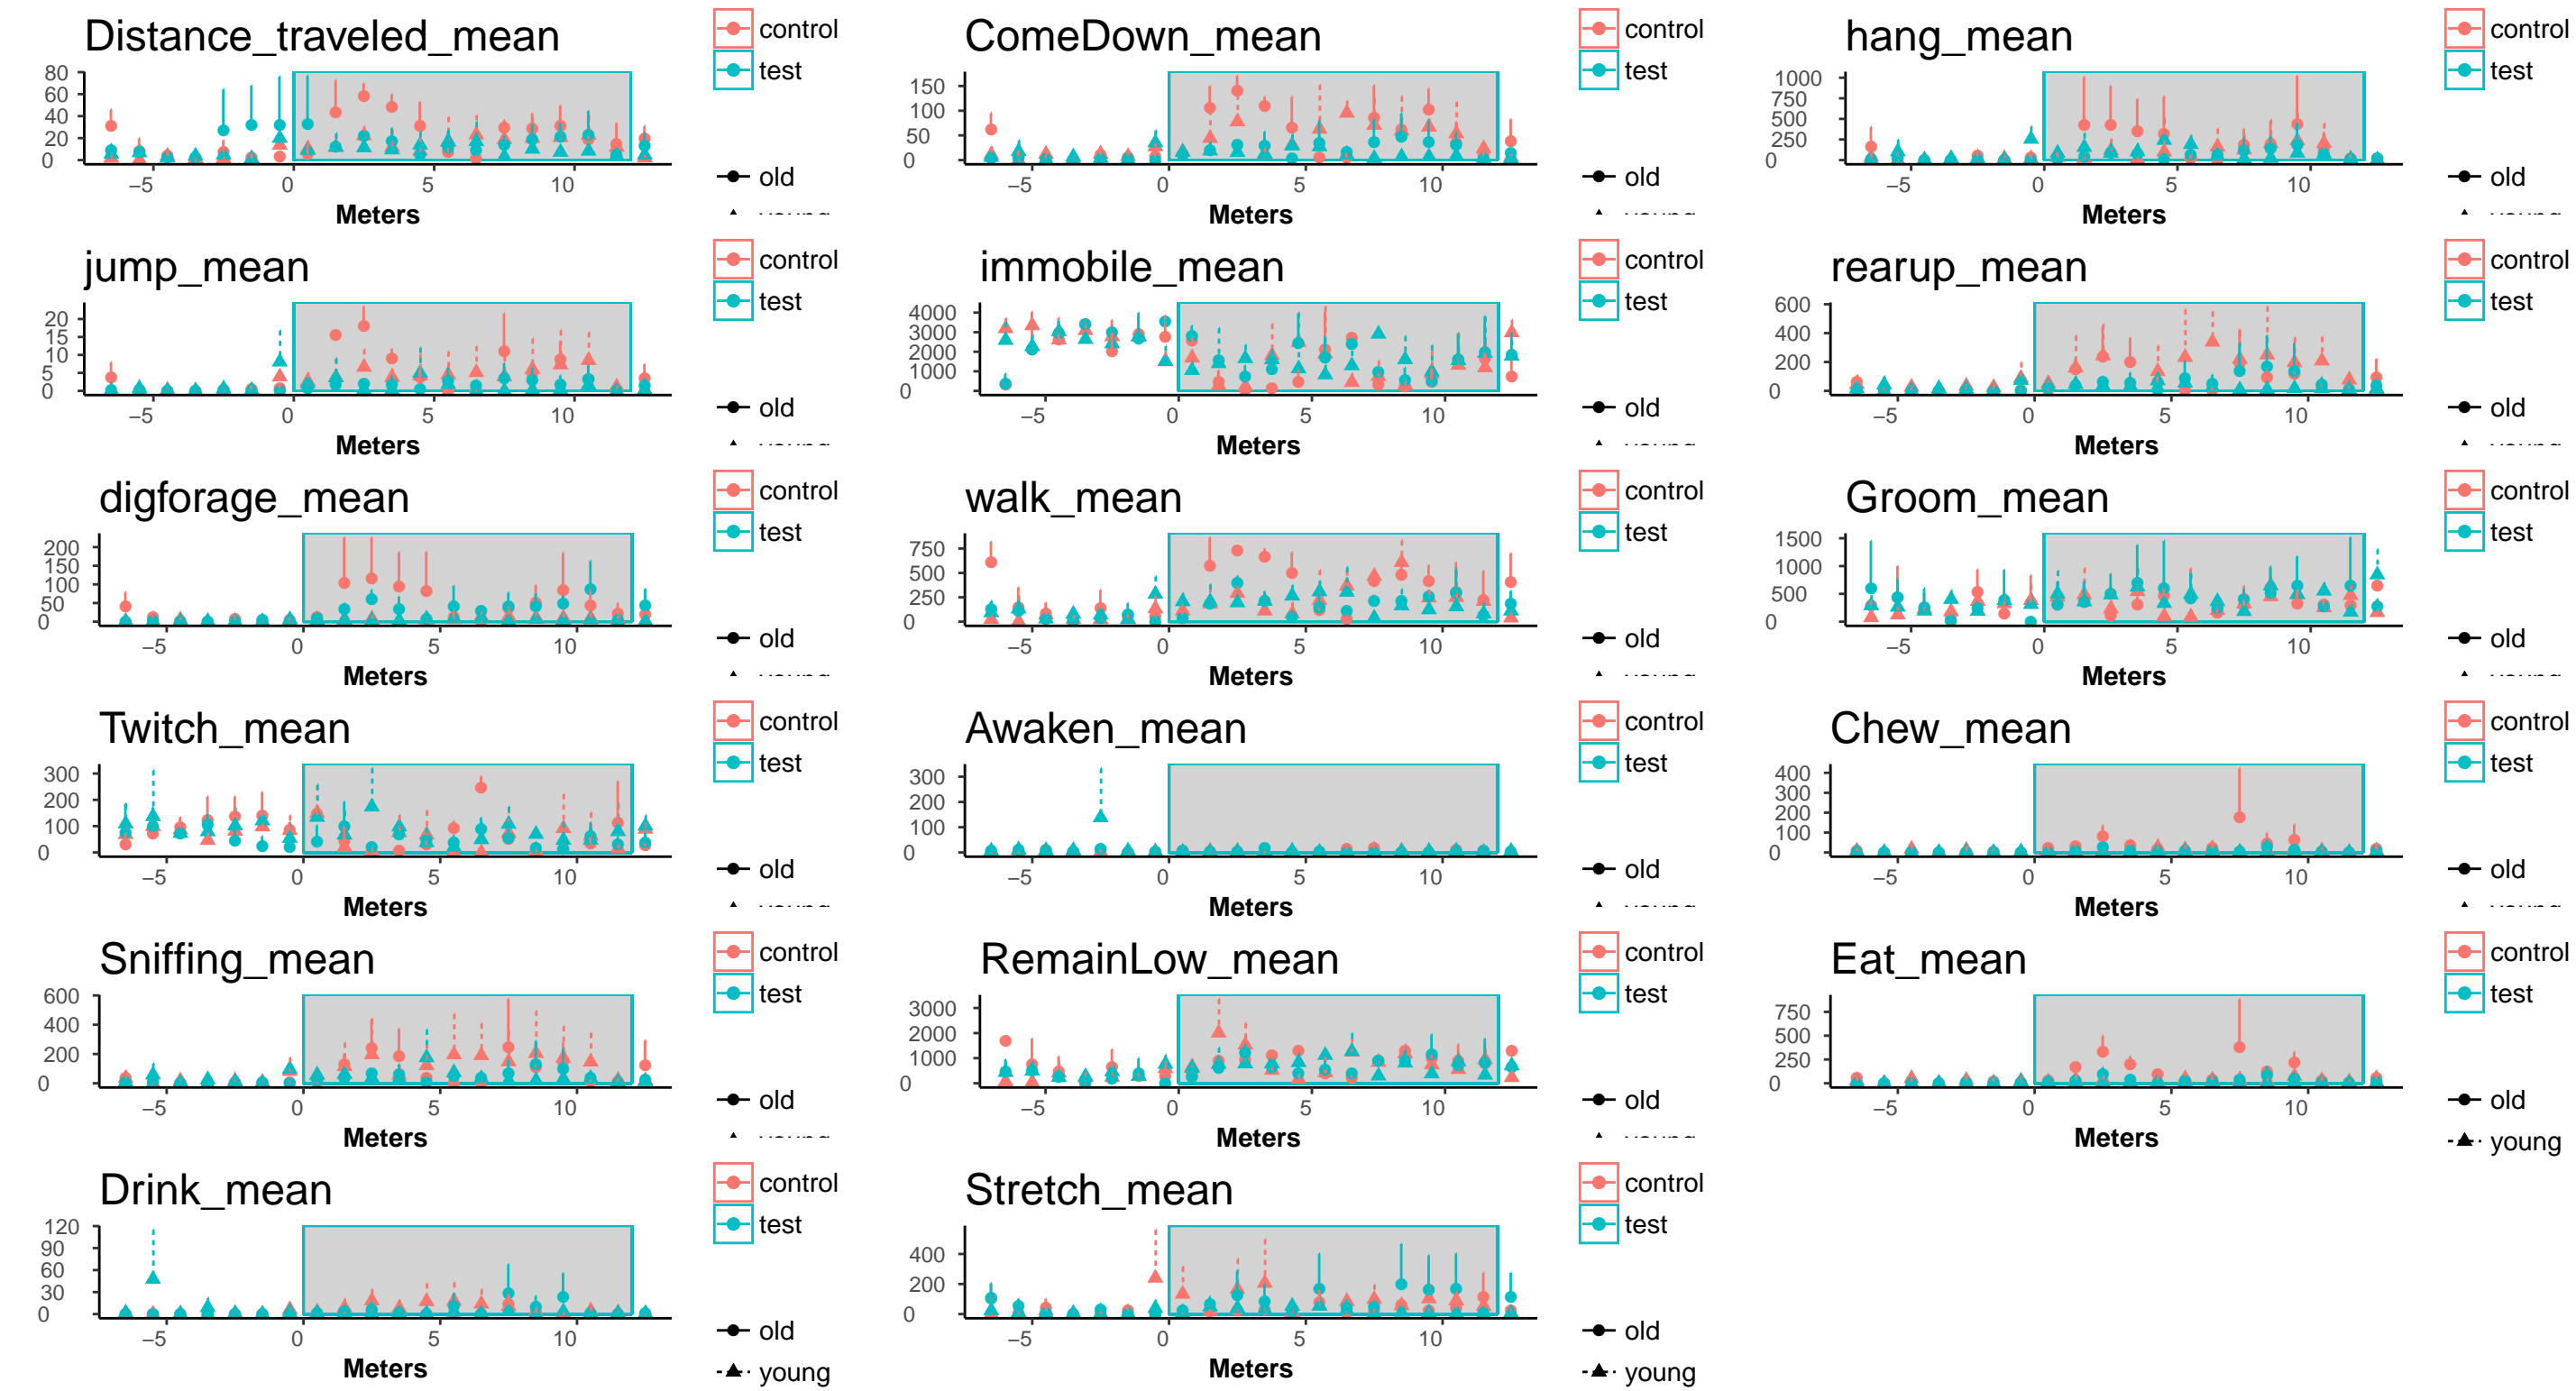 Distance_traveled_mean
80
60
40
20
0
−5
0
5
10
Meters
control
test
old
ComeDown_mean
150
100
50
0
−5
0
5
10
Meters
control
test
old
hang_mean
1000
750
500
250
0
−5
0
5
10
Meters
control
test
old
jump_mean
20
15
10
5
0
−5
0
5
10
Meters
control
test
old
immobile_mean
4000
3000
2000
1000
0
−5
0
5
10
Meters
control
test
old
rearup_mean
600
400
200
0
−5
0
5
10
Meters
control
test
old
digforage_mean
200
150
100
50
0
−5
0
5
10
Meters
control
test
old
walk_mean
750
500
250
0
−5
0
5
10
Meters
control
test
old
Groom_mean
1500
1000
500
0
−5
0
5
10
Meters
control
test
old
Twitch_mean
300
200
100
0
−5
0
5
10
Meters
control
test
old
Awaken_mean
300
200
100
0
−5
0
5
10
Meters
control
test
old
Chew_mean
400
300
200
100
0
−5
0
5
10
Meters
control
test
old
Sniffing_mean
600
400
200
0
−5
0
5
10
Meters
control
test
old
RemainLow_mean
3000
2000
1000
0
−5
0
5
10
Meters
control
test
old
Eat_mean
750
500
250
0
−5
0
5
10
Meters
control
test
old
young
Drink_mean
120
90
60
30
0
−5
0
5
10
Meters
control
test
old
young
Stretch_mean
400
200
0
−5
0
5
10
Meters
control
test
old
young